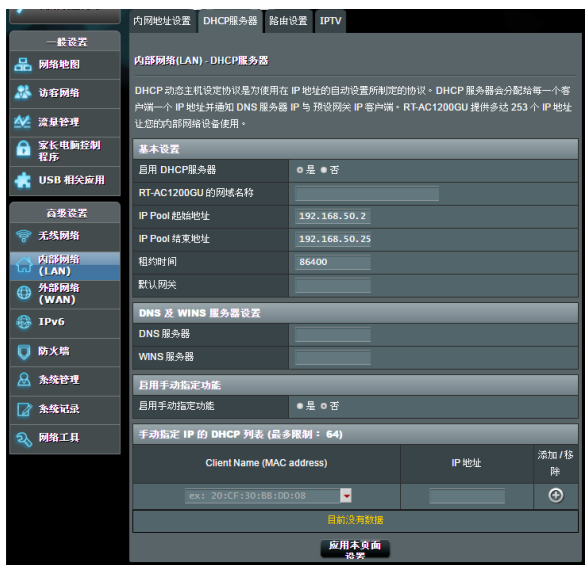 内网地址设置 DHCP服务器 路由设置 IPTV
一般设置
网络地图
访客网络
流量管理
家长电脑控制
程序
USB 相关应用
高级设置
无线网络
内部网络
(LAN)
外部网络
(WAN)
IPv6
防火墙
系统管理
系统记录
网络工具
内部网络(LAN) - DHCP服务器
DHCP 动态主机设定协议是为便用在 IP 地址的自动设置所制定的协议。DHCP 服务器会分配给每一个客
户端一个 IP 地址并通知 DNS 服务器 IP 与 预设网关 IP 客户端。RT-AC1200GU 提供多达 253 个 IP 地址
让您的内部网络设备使用。
基本设置
启用 DHCP服务器 是 否
RT-AC1200GU 的网域名称
IP Pool 起始地址 192.168.50.2
IP Pool 结束地址 192.168.50.25
租约时间 86400
默认网关
DNS 及 WINS 服务器设置
DNS 服务器
WINS 服务器
启用手动指定功能
启用手动指定功能 是 否
手动指定 IP 的 DHCP 列表 (最多限制： 64)
Client Name (MAC address) IP 地址 添加 / 移
除
ex: 20:CF:30:BB:DD:08
目前没有数据
应用本页面
设置